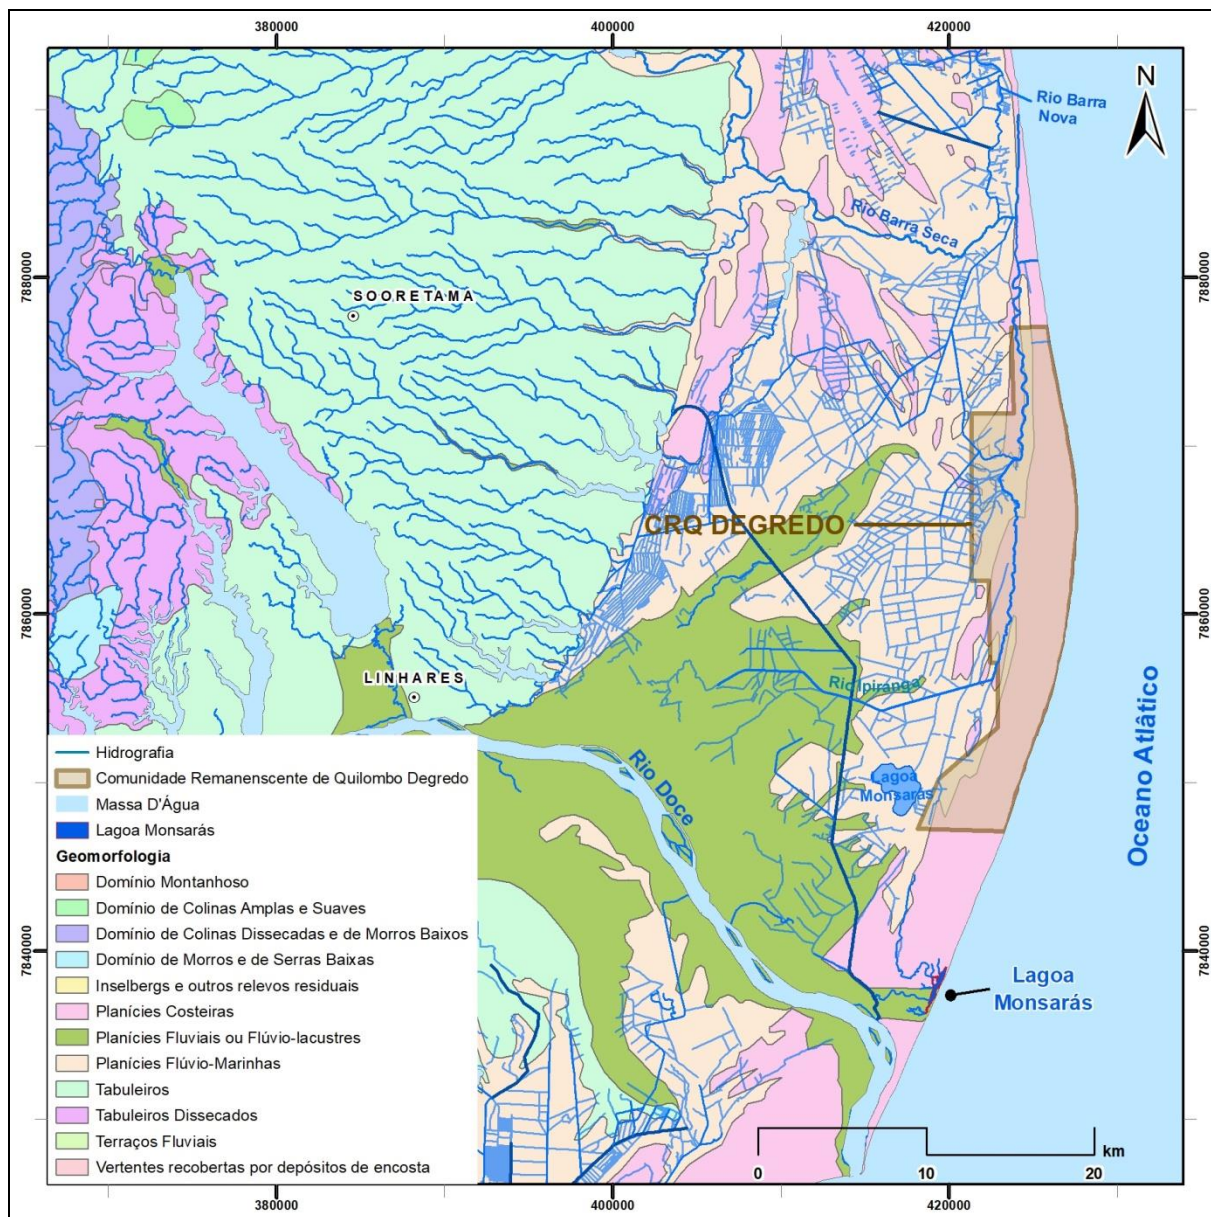 380000
400000
420000
N
Rio Barra
Nova
Rio Barra Seca
7880000
7880000
SOORETAMA
CRQ DEGREDO
7860000
7860000
LINHARES
Rio Ipiranga
Rio Doce
Lagoa
Monsarás
Oceano Atlâtico
Hidrografia
Comunidade Remanenscente de Quilombo Degredo
Massa D'Água
Lagoa Monsarás
Geomorfologia
Domínio Montanhoso
Domínio de Colinas Amplas e Suaves
Domínio de Colinas Dissecadas e de Morros Baixos
Domínio de Morros e de Serras Baixas
Inselbergs e outros relevos residuais
Planícies Costeiras
Planícies Fluviais ou Flúvio-lacustres
Planícies Flúvio-Marinhas
Tabuleiros
Tabuleiros Dissecados
Terraços Fluviais
Vertentes recobertas por depósitos de encosta
7840000
7840000
Lagoa
Monsarás
km
0 10 20
380000
400000
420000